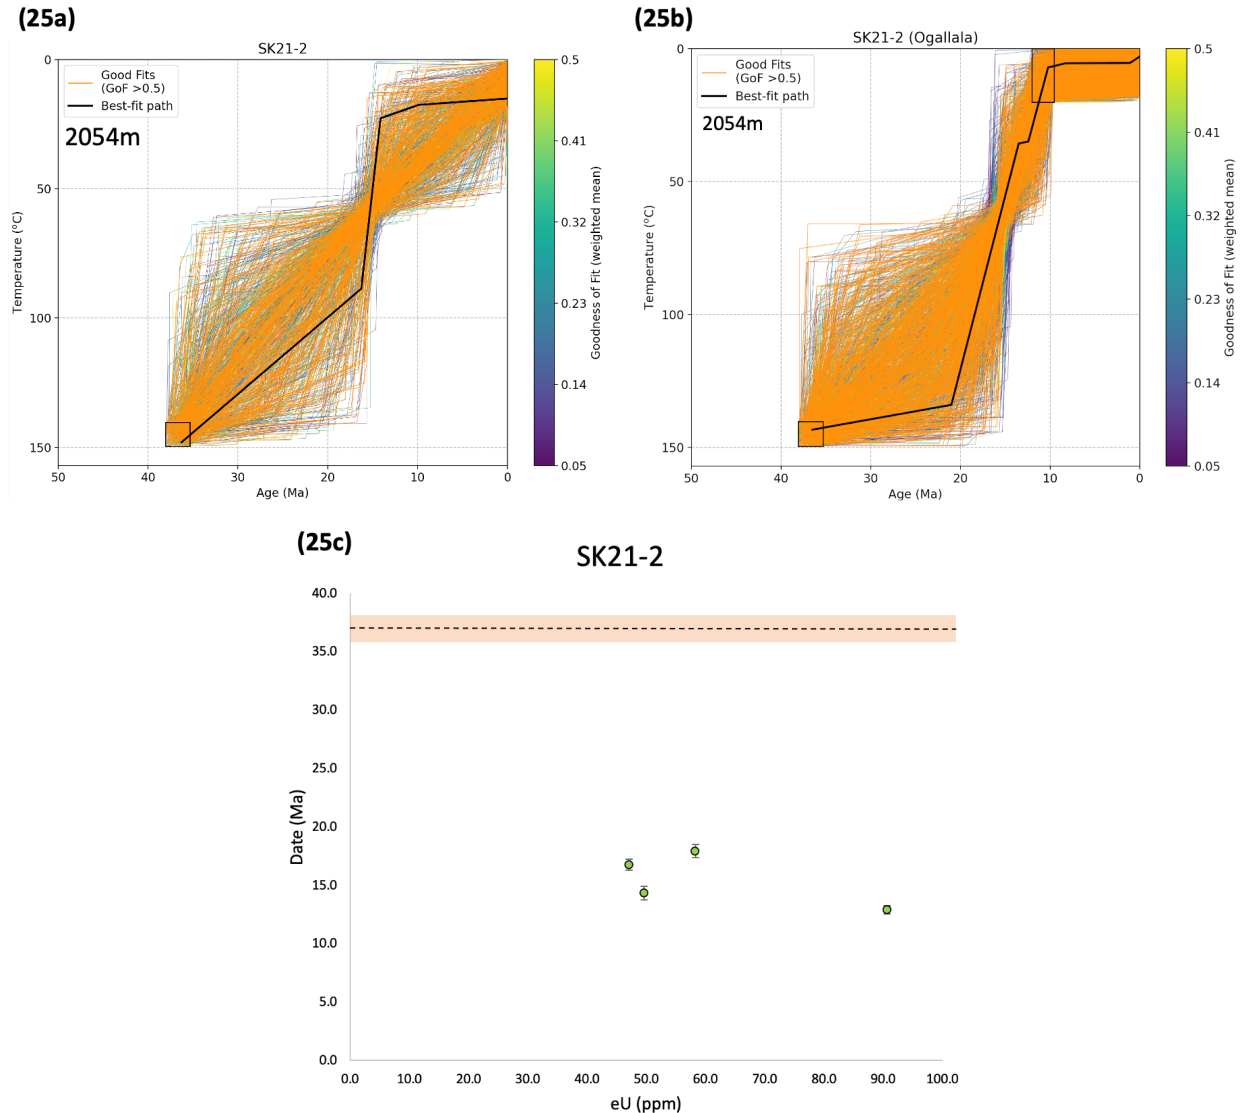 (25a)
SK21-2
Good Fits
(GoF >0.5)
Best-fit path
2054m
0
50
100
150
Temperature (°C)
50
40
30
20
10
0
Age (Ma)
0.5
0.41
0.32
0.23
0.14
0.05
Goodness of Fit (weighted mean)
(25b)
SK21-2 (Ogallala)
Good Fits
(GoF >0.5)
Best-fit path
2054m
0
50
100
150
Temperature (°C)
50
40
30
20
10
0
Age (Ma)
0.5
0.41
0.32
0.23
0.14
0.05
Goodness of Fit (weighted mean)
(25c)
SK21-2
40.0
35.0
30.0
25.0
20.0
15.0
10.0
5.0
0.0
Date (Ma)
0.0
10.0
20.0
30.0
40.0
50.0
60.0
70.0
80.0
90.0
100.0
eU (ppm)